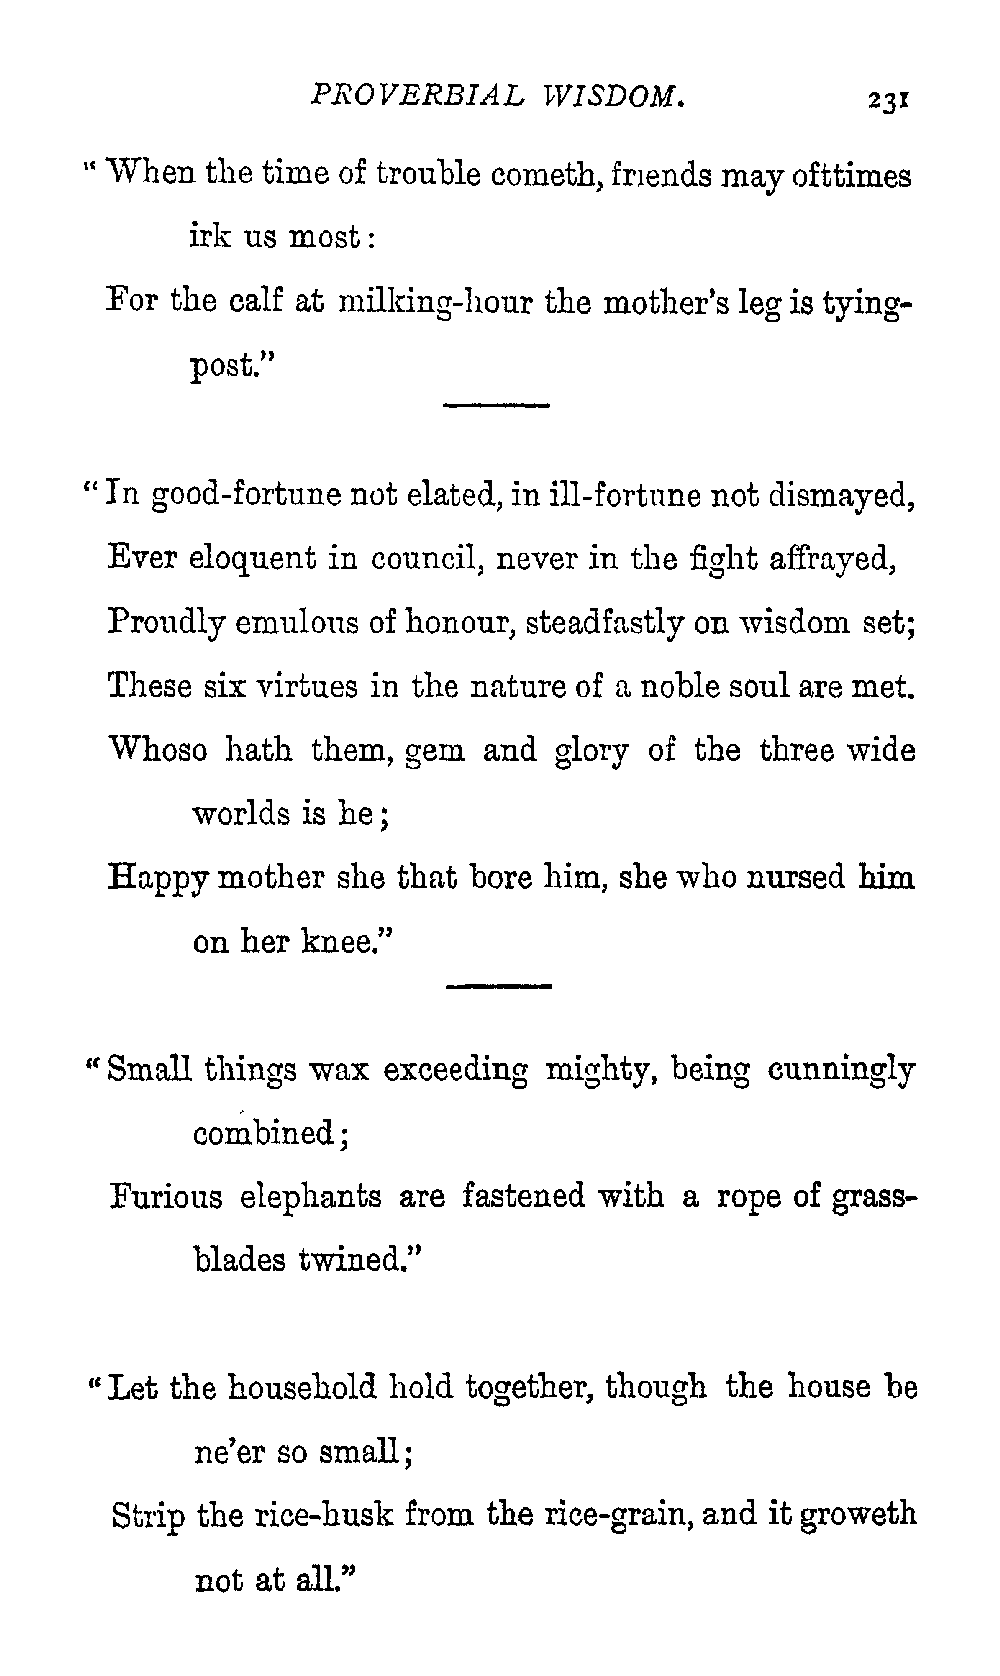 PROVERBIAL WISDOM. 231
“When the time of trouble cometh, friends may ofttimes
irk us most:
For the calf at milking-hour the mother’s leg is tying-
post.”
“In good-fortune not elated, in ill-fortune not dismayed,
Ever eloquent in council, never in the fight affrayed,
Proudly emulous of honour, steadfastly on wisdom set;
These six virtues in the nature of a noble soul are met.
Whoso hath them, gem and glory of the three wide
worlds is he;
Happy mother she that bore him, she who nursed him
on her knee.”
“Small things wax exceeding mighty, being cunningly
combined;
Furious elephants are fastened with a rope of grass-
blades twined.”
“Let the household hold together, though the house be
ne’er so small;
Strip the rice-husk from the rice-grain, and it groweth
not at all.”